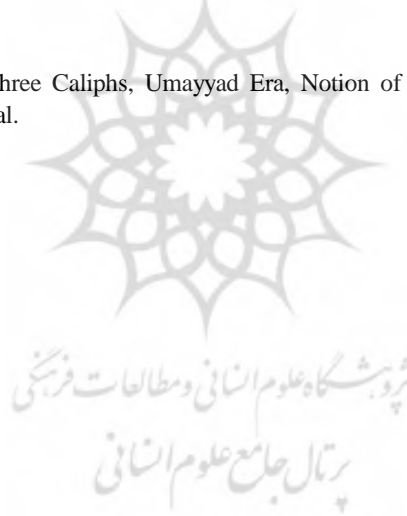 hree Caliphs, Umayyad Era, Notion of
al.
پژوهشگاه علوم انسانی و مطالعات فرهنگی
پرتال جامع علوم انسانی